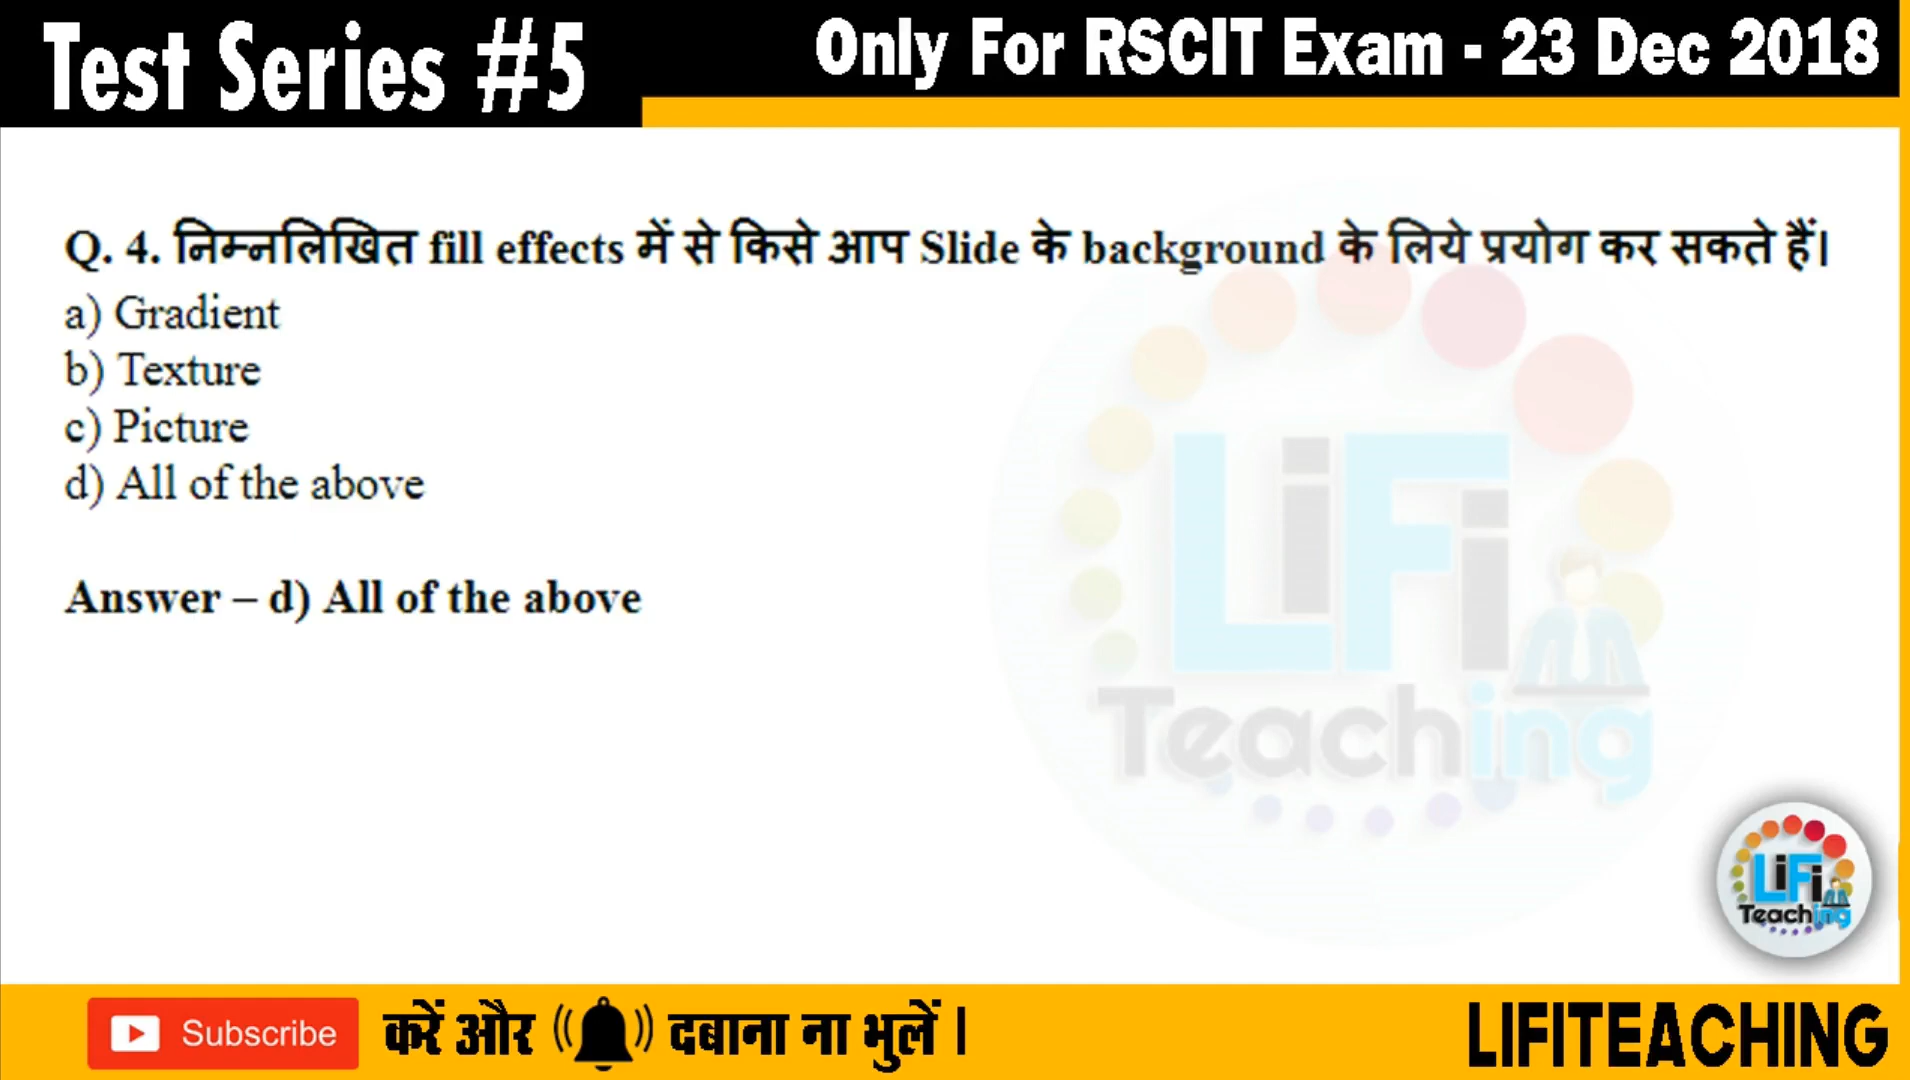 Test Series #5
Only For RSCIT Exam - 23 Dec 2018
Q. 4. निम्नलिखित fill effects में से किसे आप Slide के background के लिये प्रयोग कर सकते हैं।
a) Gradient
b) Texture
c) Picture
d) All of the above
Answer – d) All of the above
LiFi
Teaching
LiFi
Teaching
Subscribe करें और दबाना ना भुलें ।
LIFITEACHING